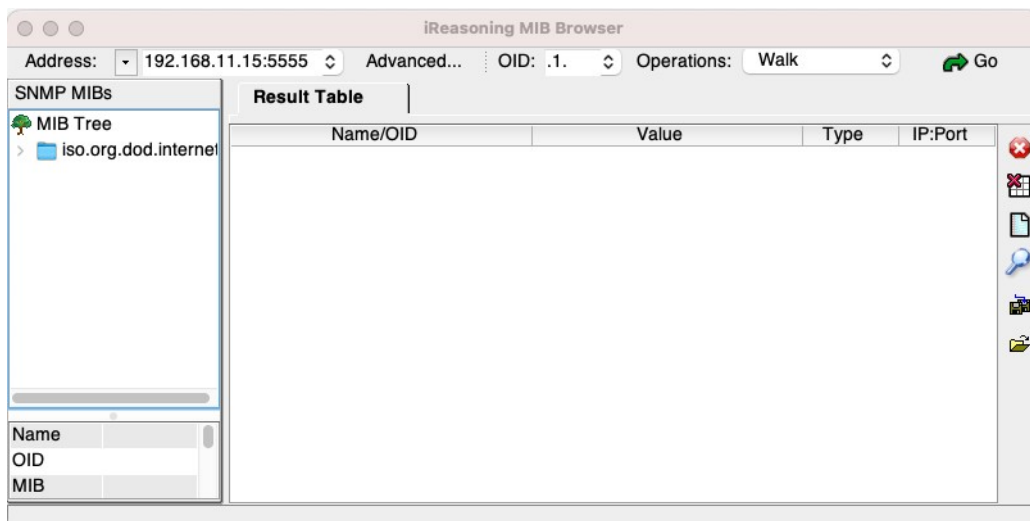 iReasoning MIB Browser
Address: 192.168.11.15:5555 Advanced... OID: .1. Operations: Walk Go
SNMP MIBs
Result Table
MIB Tree
iso.org.dod.internet
Name/OID Value Type IP:Port
Name
OID
MIB